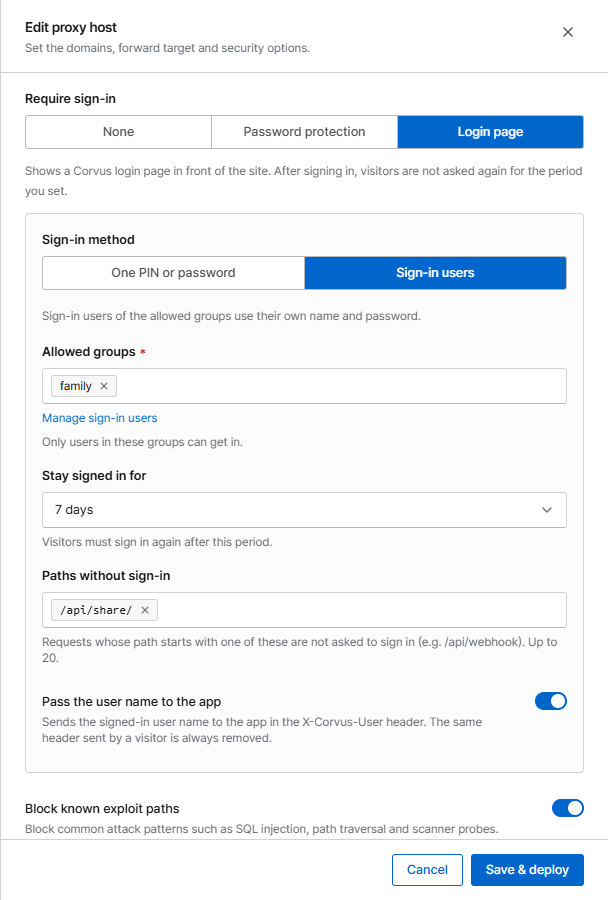 Edit proxy host
Set the domains, forward target and security options.
Require sign-in
None
Password protection
Login page
Shows a Corvus login page in front of the site. After signing in, visitors are not asked again for the period
you set.
Sign-in method
One PIN or password
Sign-in users
Sign-in users of the allowed groups use their own name and password.
Allowed groups *
family ×
Manage sign-in users
Only users in these groups can get in.
Stay signed in for
7 days
Visitors must sign in again after this period.
Paths without sign-in
/api/share/ ×
Requests whose path starts with one of these are not asked to sign in (e.g. /api/webhook). Up to
20.
Pass the user name to the app
Sends the signed-in user name to the app in the X-Corvus-User header. The same
header sent by a visitor is always removed.
Block known exploit paths
Block common attack patterns such as SQL injection, path traversal and scanner probes.
Cancel
Save & deploy